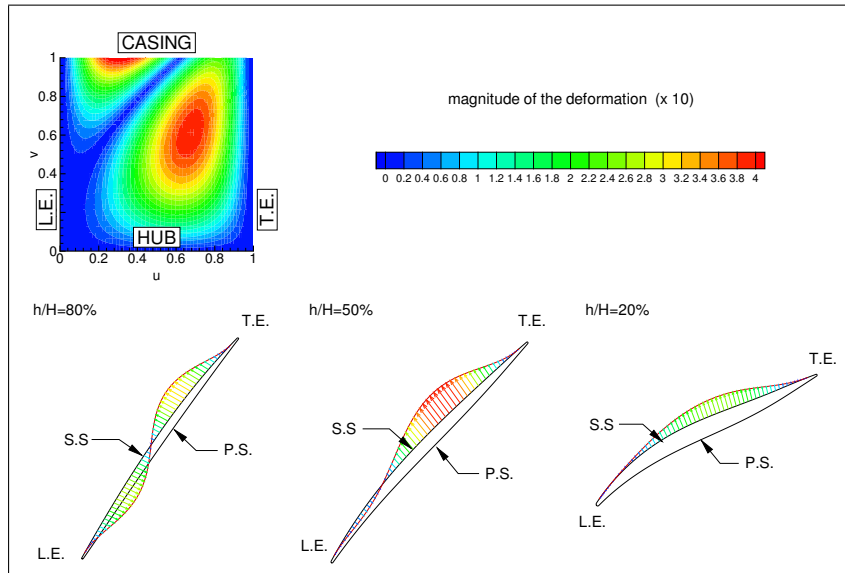 CASING
1
0.8
0.6
v
0.4
0.2
0
L.E.
T.E.
HUB
0 0.2 0.4 0.6 0.8 1
u
magnitude of the deformation (x 10)
0 0.2 0.4 0.6 0.8 1 1.2 1.4 1.6 1.8 2 2.2 2.4 2.6 2.8 3 3.2 3.4 3.6 3.8 4
h/H=80%
T.E.
S.S
P.S.
L.E.
h/H=50%
T.E.
S.S
P.S.
L.E.
h/H=20%
T.E.
S.S
P.S.
L.E.